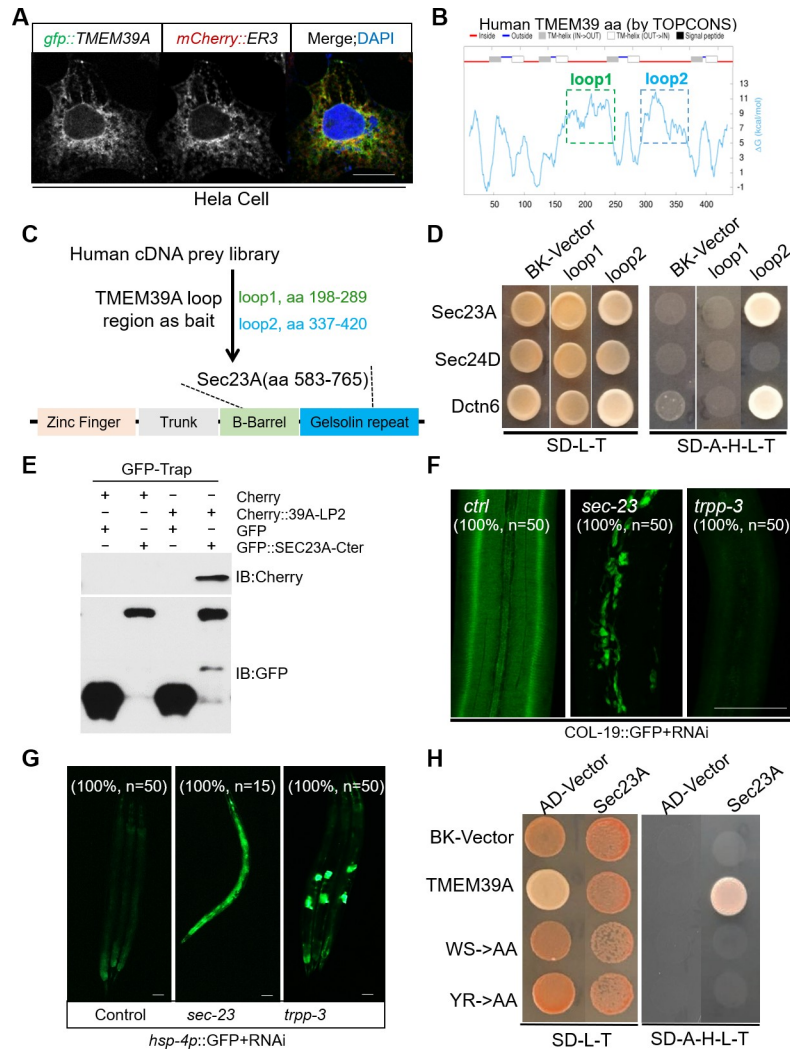 A
gfp::TMEM39A mCherry::ER3 Merge;DAPI
Hela Cell
B
Human TMEM39 aa (by TOPCONS)
Inside Outside TM-helix (IN->OUT) TM-helix (OUT->IN) Signal peptide
loop1 loop2
13
11
9
7
5
3
1
-1
ΔG (kcal/mol)
50 100 150 200 250 300 350 400
C
Human cDNA prey library
TMEM39A loop
region as bait
loop1, aa 198-289
loop2, aa 337-420
Sec23A(aa 583-765)
Zinc Finger Trunk B-Barrel Gelsolin repeat
D
BK-Vector loop1 loop2 BK-Vector loop1 loop2
Sec23A
Sec24D
Dctn6
SD-L-T SD-A-H-L-T
E
GFP-Trap
+ + − − Cherry
− − + + Cherry::39A-LP2
+ − + − GFP
− + − + GFP::SEC23A-Cter
IB:Cherry
IB:GFP
F
ctrl sec-23 trpp-3
(100%, n=50) (100%, n=50) (100%, n=50)
COL-19::GFP+RNAi
G
(100%, n=50) (100%, n=15) (100%, n=50)
Control sec-23 trpp-3
hsp-4p::GFP+RNAi
H
AD-Vector Sec23A AD-Vector Sec23A
BK-Vector
TMEM39A
WS->AA
YR->AA
SD-L-T SD-A-H-L-T